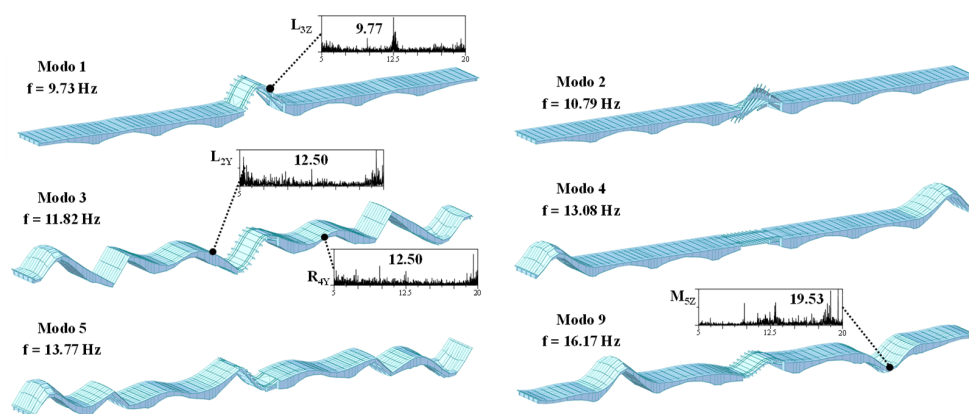 L3Z
9.77
5 12.5 20
Modo 1
f = 9.73 Hz
Modo 2
f = 10.79 Hz
L2Y
12.50
5
Modo 3
f = 11.82 Hz
Modo 4
f = 13.08 Hz
12.50
R4Y
5 12.5 20
M5Z
19.53
5 12.5 20
Modo 5
f = 13.77 Hz
Modo 9
f = 16.17 Hz